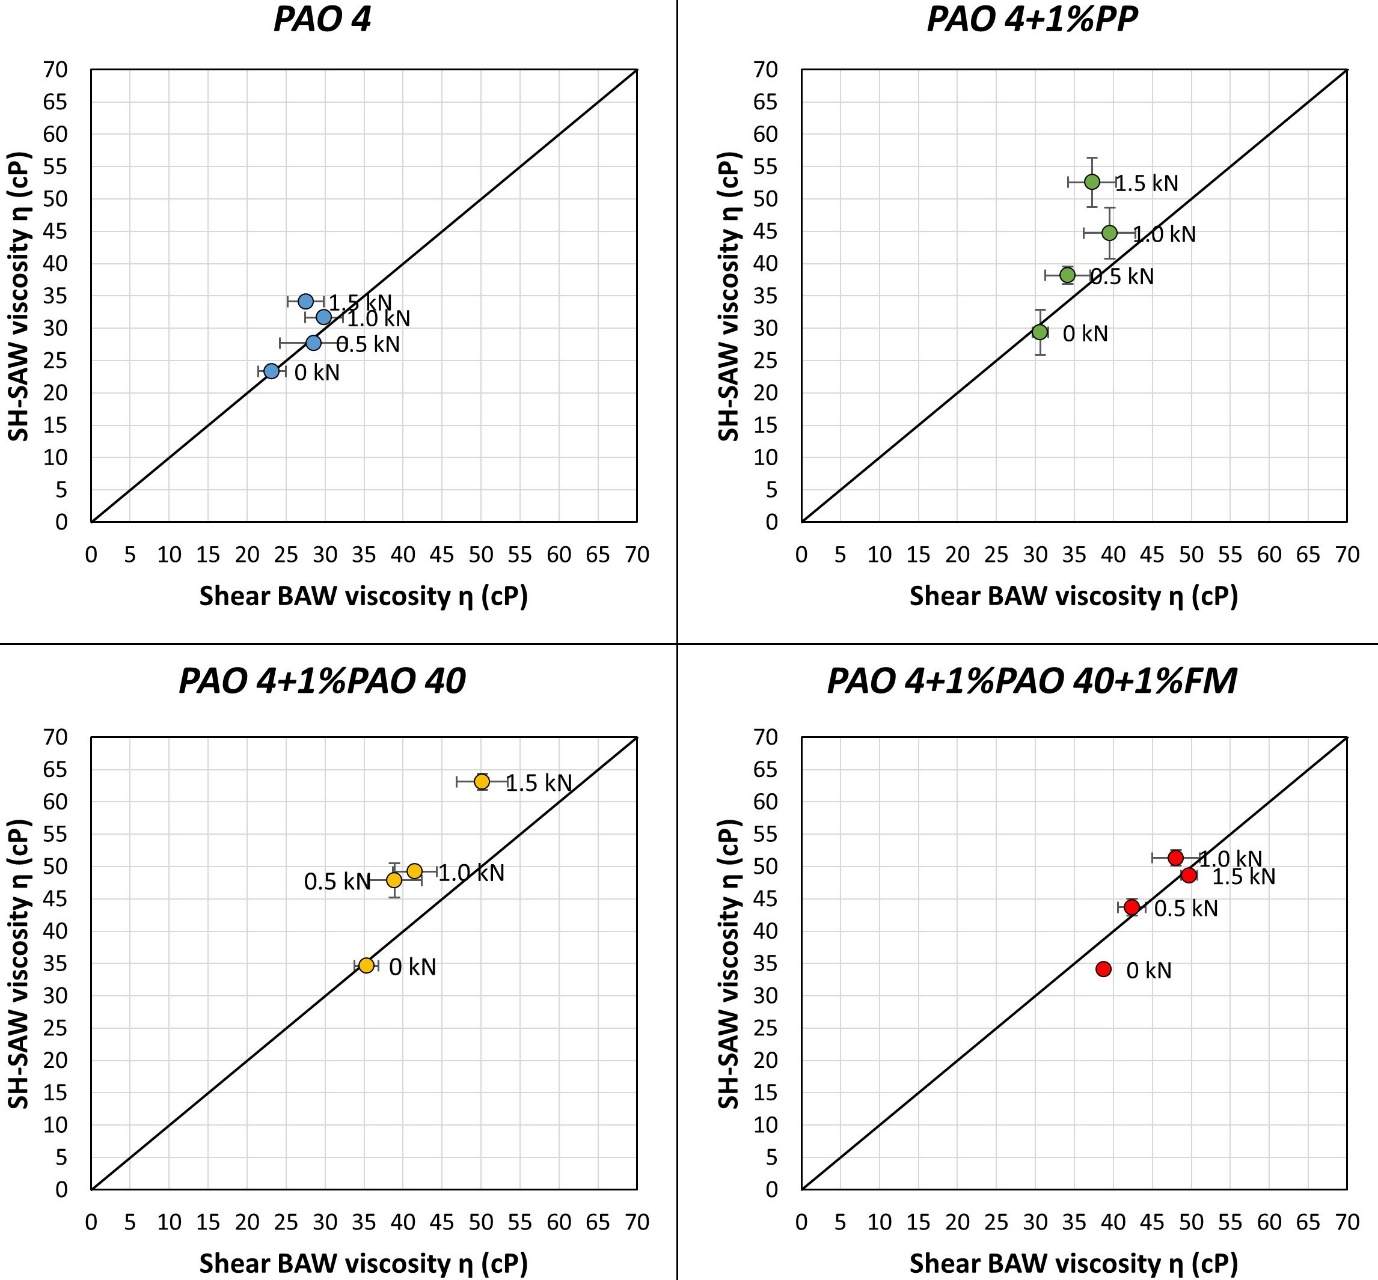 PAO 4
70
65
60
55
50
45
40
35
30
25
20
15
10
5
0
SH-SAW viscosity η (cP)
1.5 kN
1.0 kN
0.5 kN
0 kN
0 5 10 15 20 25 30 35 40 45 50 55 60 65 70
Shear BAW viscosity η (cP)
PAO 4+1%PP
70
65
60
55
50
45
40
35
30
25
20
15
10
5
0
SH-SAW viscosity η (cP)
1.5 kN
1.0 kN
0.5 kN
0 kN
0 5 10 15 20 25 30 35 40 45 50 55 60 65 70
Shear BAW viscosity η (cP)
PAO 4+1%PAO 40
70
65
60
55
50
45
40
35
30
25
20
15
10
5
0
SH-SAW viscosity η (cP)
1.5 kN
1.0 kN
0.5 kN
0 kN
0 5 10 15 20 25 30 35 40 45 50 55 60 65 70
Shear BAW viscosity η (cP)
PAO 4+1%PAO 40+1%FM
70
65
60
55
50
45
40
35
30
25
20
15
10
5
0
SH-SAW viscosity η (cP)
1.0 kN
1.5 kN
0.5 kN
0 kN
0 5 10 15 20 25 30 35 40 45 50 55 60 65 70
Shear BAW viscosity η (cP)